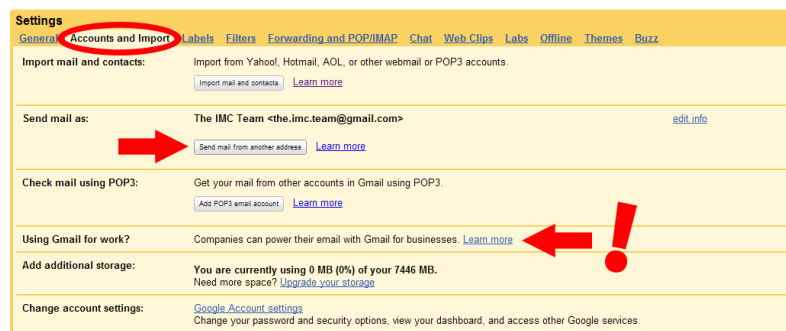 Settings
General Accounts and Import Labels Filters Forwarding and POP/IMAP Chat Web Clips Labs Offline Themes Buzz
Import mail and contacts: Import from Yahoo!, Hotmail, AOL, or other webmail or POP3 accounts.
Import mail and contacts Learn more
Send mail as: The IMC Team <the.imc.team@gmail.com> edit info
Send mail from another address Learn more
Check mail using POP3: Get your mail from other accounts in Gmail using POP3.
Add POP3 email account Learn more
Using Gmail for work? Companies can power their email with Gmail for businesses. Learn more
!
Add additional storage: You are currently using 0 MB (0%) of your 7446 MB.
Need more space? Upgrade your storage
Change account settings: Google Account settings
Change your password and security options, view your dashboard, and access other Google services.